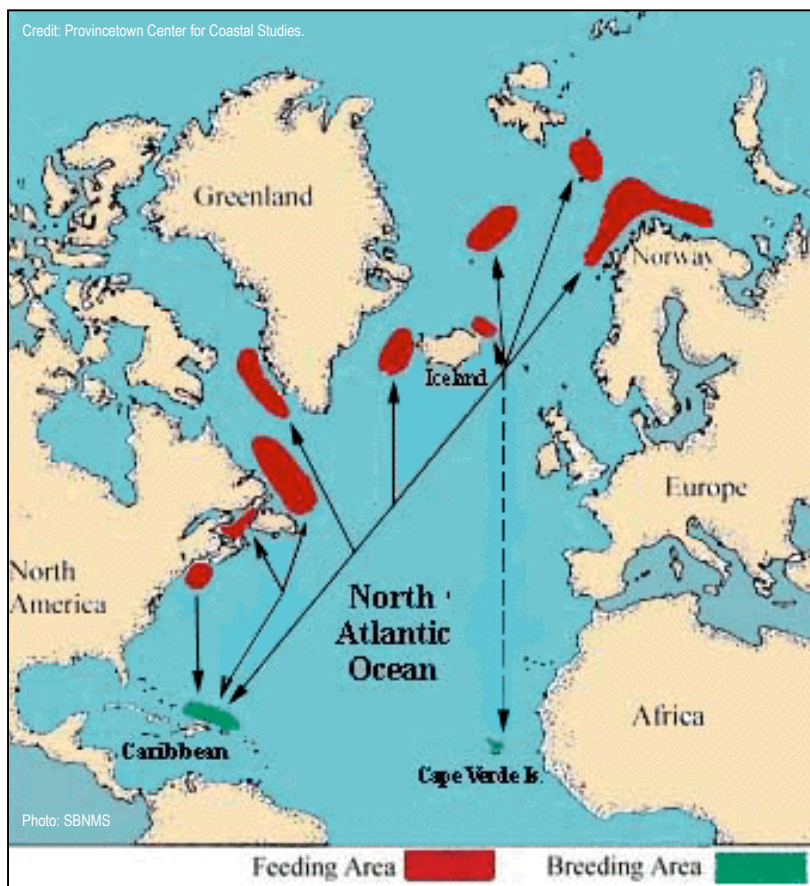 Credit: Provincetown Center for Coastal Studies.
Greenland
Norway
Iceland
Europe
North
America
North
Atlantic
Ocean
Africa
Caribbean
Cape Verde Is.
Photo: SBNMS
Feeding Area
Breeding Area